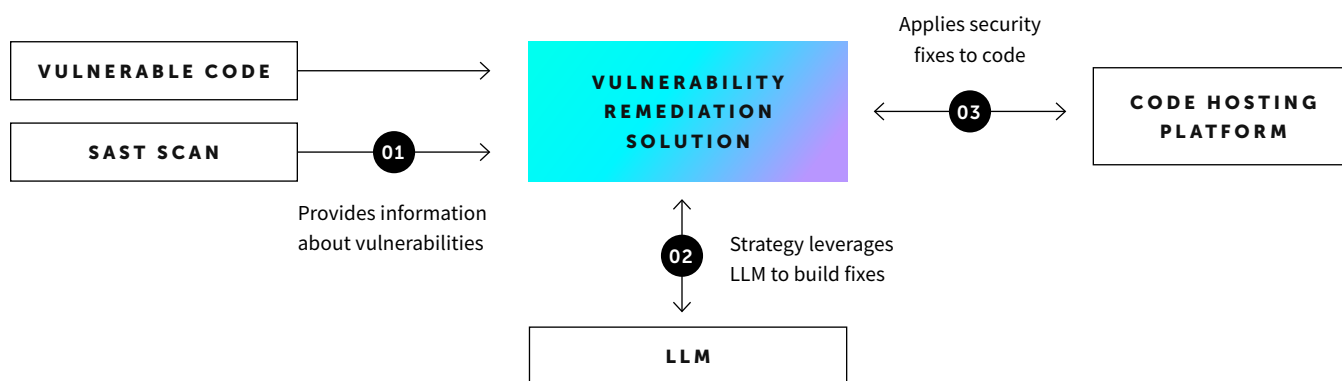 VULNERABLE CODE
SAST SCAN
01
Provides information
about vulnerabilities
VULNERABILITY
REMEDIATION
SOLUTION
02
Strategy leverages
LLM to build fixes
LLM
Applies security
fixes to code
03
CODE HOSTING
PLATFORM